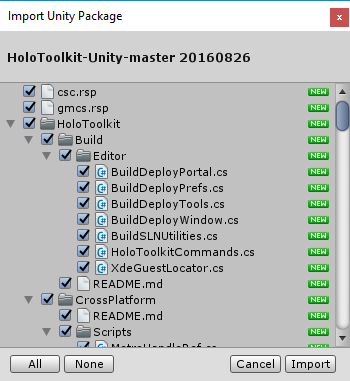 Import Unity Package
HoloToolkit-Unity-master 20160826
csc.rsp NEW
gmcs.rsp NEW
HoloToolkit NEW
Build NEW
Editor NEW
BuildDeployPortal.cs NEW
BuildDeployPrefs.cs NEW
BuildDeployTools.cs NEW
BuildDeployWindow.cs NEW
BuildSLNUtilities.cs NEW
HoloToolkitCommands.cs NEW
XdeGuestLocator.cs NEW
README.md NEW
CrossPlatform NEW
README.md NEW
Scripts NEW
All None Cancel Import